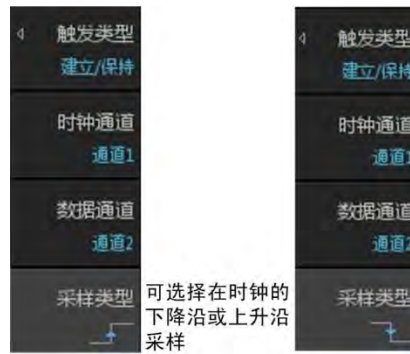 触发类型
建立/保持
时钟通道
通道1
数据通道
通道2
采样类型
可选择在时钟的
下降沿或上升沿
采样
触发类型
建立/保持
时钟通道
通道1
数据通道
通道2
采样类型